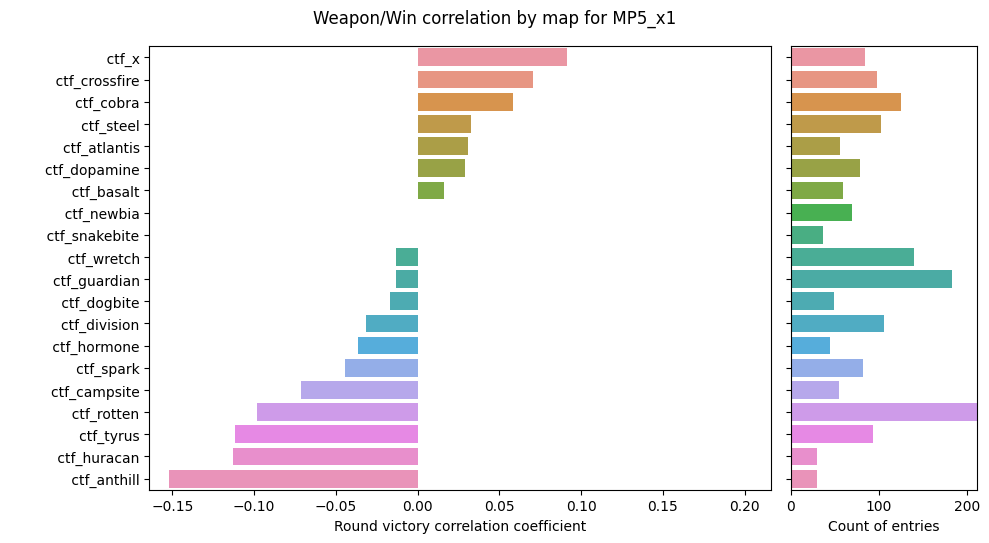 Weapon/Win correlation by map for MP5_x1
ctf_x
ctf_crossfire
ctf_cobra
ctf_steel
ctf_atlantis
ctf_dopamine
ctf_basalt
ctf_newbia
ctf_snakebite
ctf_wretch
ctf_guardian
ctf_dogbite
ctf_division
ctf_hormone
ctf_spark
ctf_campsite
ctf_rotten
ctf_tyrus
ctf_huracan
ctf_anthill
−0.15 −0.10 −0.05 0.00 0.05 0.10 0.15 0.20
Round victory correlation coefficient
0 100 200
Count of entries